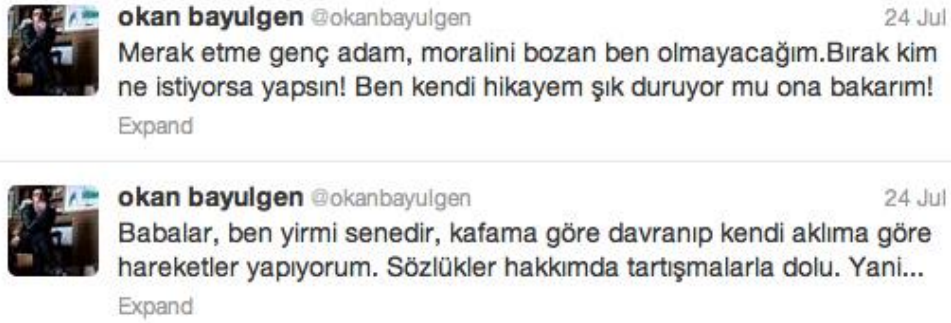 okan bayulgen @okanbayulgen 24 Jul
Merak etme genç adam, moralini bozan ben olmayacağım.Bırak kim
ne istiyorsa yapsın! Ben kendi hikayem şık duruyor mu ona bakarım!
Expand
okan bayulgen @okanbayulgen 24 Jul
Babalar, ben yirmi senedir, kafama göre davranıp kendi aklıma göre
hareketler yapıyorum. Sözlükler hakkımda tartışmalarla dolu. Yani...
Expand